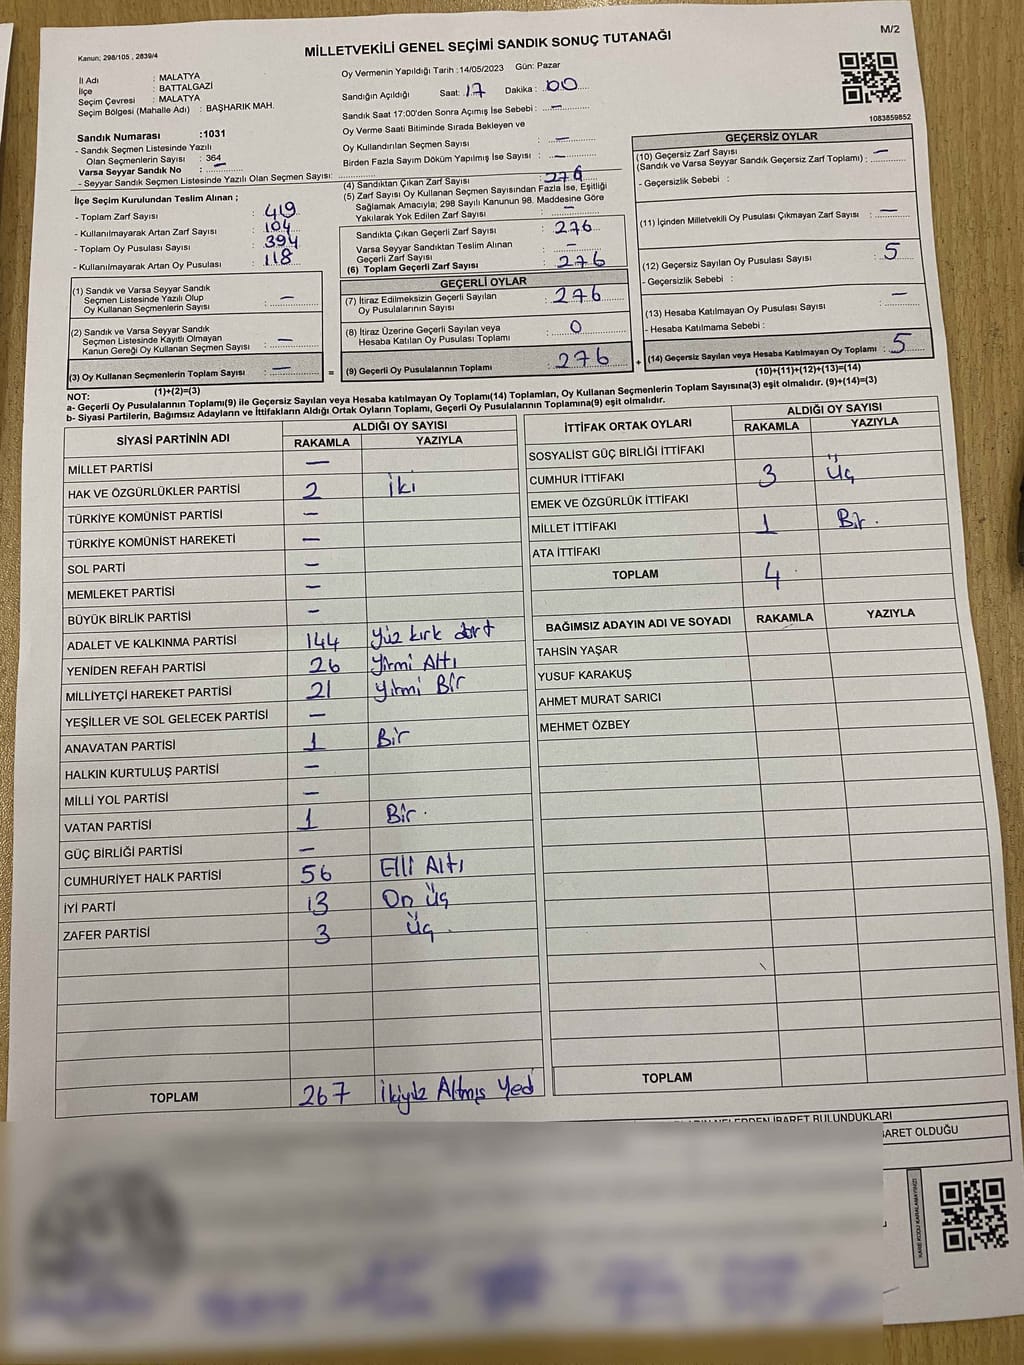 Kanun; 298/105 , 2839/4
MİLLETVEKİLİ GENEL SEÇİMİ SANDIK SONUÇ TUTANAĞI
M/2
İl Adı : MALATYA
İlçe : BATTALGAZİ
Seçim Çevresi : MALATYA
Seçim Bölgesi (Mahalle Adı) : BAŞHARIK MAH.
Sandık Numarası :1031
- Sandık Seçmen Listesinde Yazılı
Olan Seçmenlerin Sayısı : 364
Varsa Seyyar Sandık No : —
- Seyyar Sandık Seçmen Listesinde Yazılı Olan Seçmen Sayısı:
İlçe Seçim Kurulundan Teslim Alınan ;
- Toplam Zarf Sayısı : 419
- Kullanılmayarak Artan Zarf Sayısı : 104
- Toplam Oy Pusulası Sayısı : 394
- Kullanılmayarak Artan Oy Pusulası : 118
(1) Sandık ve Varsa Seyyar Sandık
Seçmen Listesinde Yazılı Olup
Oy Kullanan Seçmenlerin Sayısı : —
(2) Sandık ve Varsa Seyyar Sandık
Seçmen Listesinde Kayıtlı Olmayan
Kanun Gereği Oy Kullanan Seçmen Sayısı : —
(3) Oy Kullanan Seçmenlerin Toplam Sayısı : —
(1)+(2)=(3)
Oy Vermenin Yapıldığı Tarih :14/05/2023 Gün: Pazar
Sandığın Açıldığı Saat: 17 Dakika : 00
Sandık Saat 17:00'den Sonra Açımış İse Sebebi : —
Oy Verme Saati Bitiminde Sırada Bekleyen ve
Oy Kullandırılan Seçmen Sayısı : —
Birden Fazla Sayım Döküm Yapılmış İse Sayısı : —
(4) Sandıktan Çıkan Zarf Sayısı : 276
(5) Zarf Sayısı Oy Kullanan Seçmen Sayısından Fazla İse, Eşitliği
Sağlamak Amacıyla; 298 Sayılı Kanunun 98. Maddesine Göre
Yakılarak Yok Edilen Zarf Sayısı : —
Sandıkta Çıkan Geçerli Zarf Sayısı : 276
Varsa Seyyar Sandıktan Teslim Alınan
Geçerli Zarf Sayısı : —
(6) Toplam Geçerli Zarf Sayısı : 276
GEÇERLİ OYLAR
(7) İtiraz Edilmeksizin Geçerli Sayılan
Oy Pusulalarının Sayısı : 276
(8) İtiraz Üzerine Geçerli Sayılan veya
Hesaba Katılan Oy Pusulası Toplamı : 0
= (9) Geçerli Oy Pusulalarının Toplamı : 276 +
1083859852
GEÇERSİZ OYLAR
(10) Geçersiz Zarf Sayısı
(Sandık ve Varsa Seyyar Sandık Geçersiz Zarf Toplamı) : —
- Geçersizlik Sebebi :
(11) İçinden Milletvekili Oy Pusulası Çıkmayan Zarf Sayısı : —
(12) Geçersiz Sayılan Oy Pusulası Sayısı : 5
- Geçersizlik Sebebi :
(13) Hesaba Katılmayan Oy Pusulası Sayısı : —
- Hesaba Katılmama Sebebi :
(14) Geçersiz Sayılan veya Hesaba Katılmayan Oy Toplamı : 5
(10)+(11)+(12)+(13)=(14)
NOT:
a- Geçerli Oy Pusulalarının Toplamı(9) ile Geçersiz Sayılan veya Hesaba katılmayan Oy Toplamı(14) Toplamları, Oy Kullanan Seçmenlerin Toplam Sayısına(3) eşit olmalıdır. (9)+(14)=(3)
b- Siyasi Partilerin, Bağımsız Adayların ve İttifakların Aldığı Ortak Oyların Toplamı, Geçerli Oy Pusulalarının Toplamına(9) eşit olmalıdır.
SİYASİ PARTİNİN ADI ALDIĞI OY SAYISI
RAKAMLA YAZIYLA
MİLLET PARTİSİ —
HAK VE ÖZGÜRLÜKLER PARTİSİ 2 İki
TÜRKİYE KOMÜNİST PARTİSİ —
TÜRKİYE KOMÜNİST HAREKETİ —
SOL PARTİ —
MEMLEKET PARTİSİ —
BÜYÜK BİRLİK PARTİSİ —
ADALET VE KALKINMA PARTİSİ 144 Yüz kırk dört
YENİDEN REFAH PARTİSİ 26 Yirmi Altı
MİLLİYETÇİ HAREKET PARTİSİ 21 Yirmi Bir
YEŞİLLER VE SOL GELECEK PARTİSİ —
ANAVATAN PARTİSİ 1 Bir
HALKIN KURTULUŞ PARTİSİ —
MİLLİ YOL PARTİSİ —
VATAN PARTİSİ 1 Bir.
GÜÇ BİRLİĞİ PARTİSİ —
CUMHURİYET HALK PARTİSİ 56 Elli Altı
İYİ PARTİ 13 On üç
ZAFER PARTİSİ 3 üç.
TOPLAM 267 İkiyüz Altmış Yed
İTTİFAK ORTAK OYLARI ALDIĞI OY SAYISI
RAKAMLA YAZIYLA
SOSYALİST GÜÇ BİRLİĞİ İTTİFAKI
CUMHUR İTTİFAKI 3 Üç
EMEK VE ÖZGÜRLÜK İTTİFAKI
MİLLET İTTİFAKI 1 Bir.
ATA İTTİFAKI
TOPLAM 4
BAĞIMSIZ ADAYIN ADI VE SOYADI RAKAMLA YAZIYLA
TAHSİN YAŞAR
YUSUF KARAKUŞ
AHMET MURAT SARICI
MEHMET ÖZBEY
TOPLAM
NELERDEN İBARET BULUNDUKLARI
BARET OLDUĞU
KARE KODU KARALAMAYINIZ!